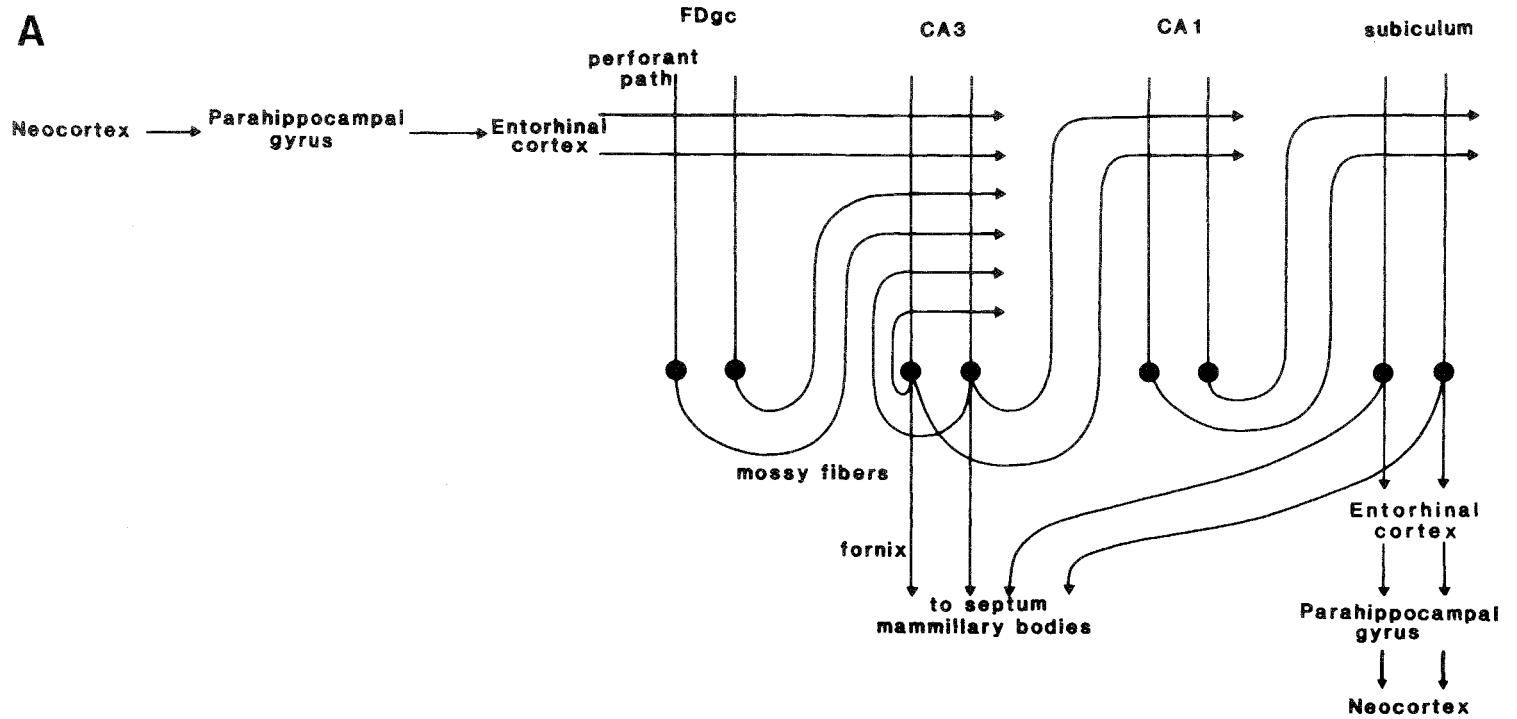 A
FDgc
CA3
CA1
subiculum
perforant
path
Neocortex
Parahippocampal
gyrus
Entorhinal
cortex
mossy fibers
fornix
to septum
mammillary bodies
Entorhinal
cortex
Parahippocampal
gyrus
Neocortex